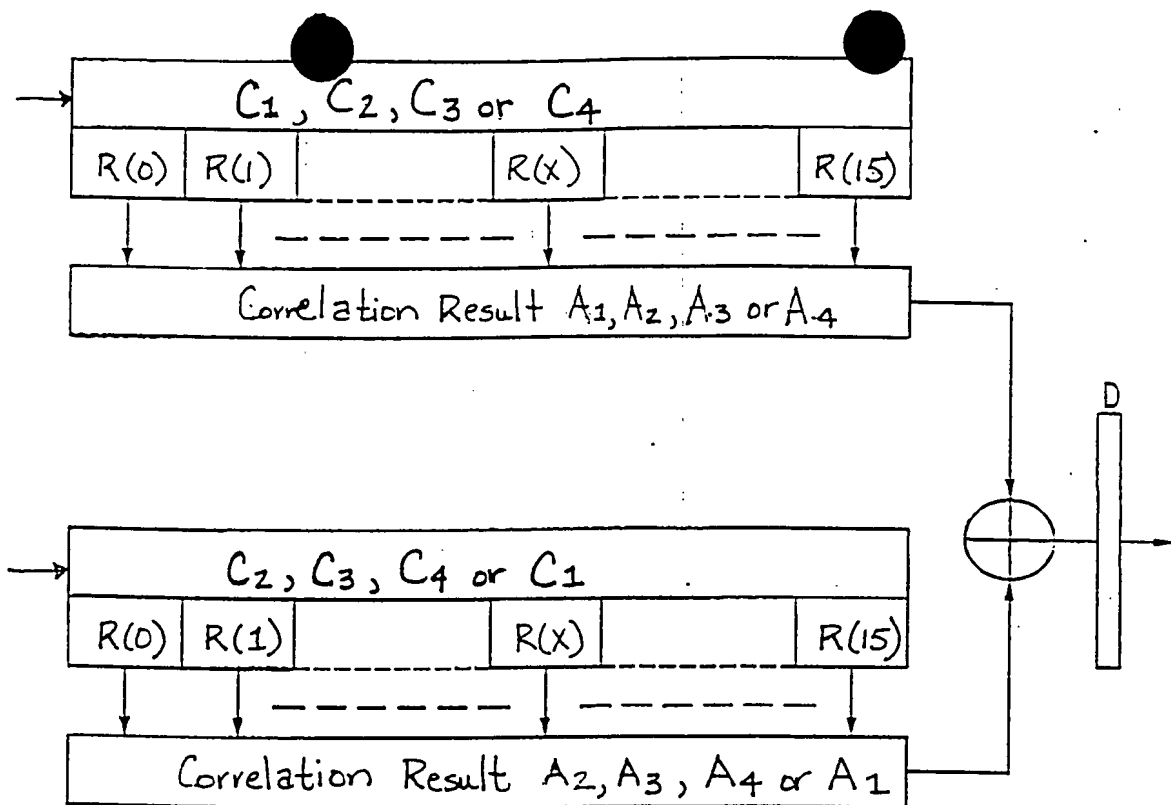 C1, C2, C3 or C4
R(0) R(1) R(x) R(15)
Correlation Result A1, A2, A3 or A4
D
C2, C3, C4 or C1
R(0) R(1) R(x) R(15)
Correlation Result A2, A3, A4 or A1